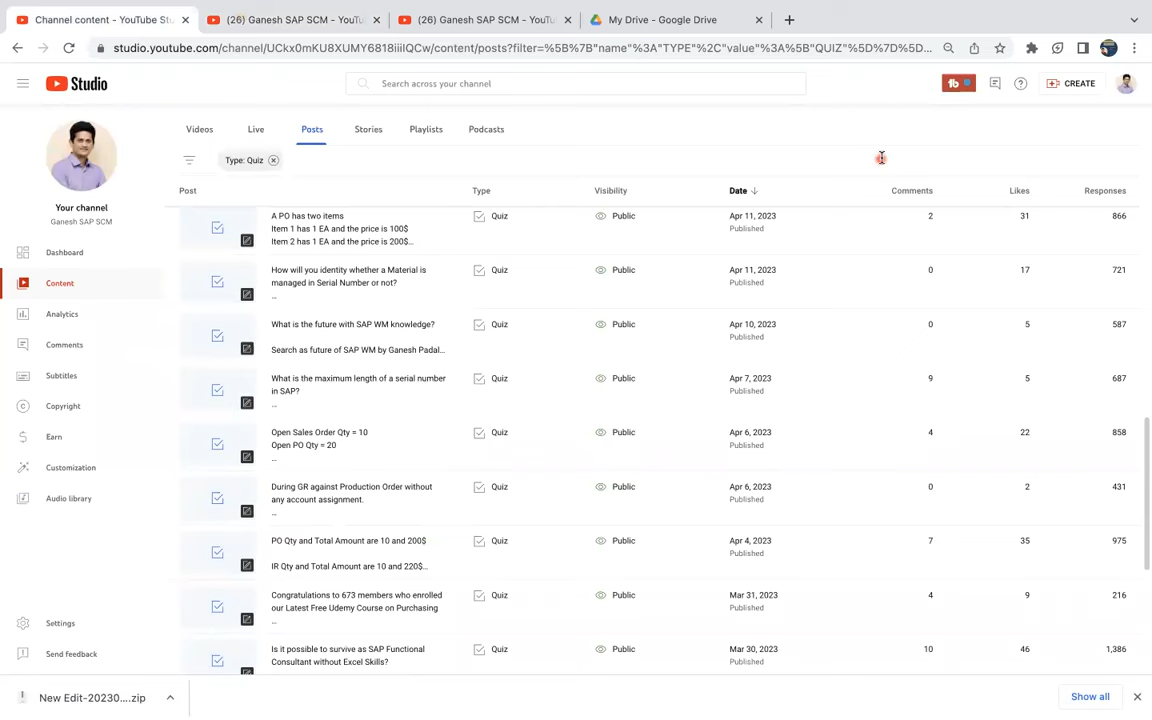 Channel content - YouTube Stu
(26) Ganesh SAP SCM - YouTu
(26) Ganesh SAP SCM - YouTu
My Drive - Google Drive
studio.youtube.com/channel/UCkx0mKU8XUMY6818iiiIQCw/content/posts?filter=%5B%7B"name"%3A"TYPE"%2C"value"%3A%5B"QUIZ"%5D%7D%5D...
Studio
Search across your channel
tb
CREATE
Your channel
Ganesh SAP SCM
Dashboard
Content
Analytics
Comments
Subtitles
Copyright
Earn
Customization
Audio library
Settings
Send feedback
Videos Live Posts Stories Playlists Podcasts
Type: Quiz
Post Type Visibility Date Comments Likes Responses
A PO has two items Quiz Public Apr 11, 2023 2 31 866
Item 1 has 1 EA and the price is 100$ Published
Item 2 has 1 EA and the price is 200$...
How will you identity whether a Material is Quiz Public Apr 11, 2023 0 17 721
managed in Serial Number or not? Published
...
What is the future with SAP WM knowledge? Quiz Public Apr 10, 2023 0 5 587
Published
Search as future of SAP WM by Ganesh Padal...
What is the maximum length of a serial number Quiz Public Apr 7, 2023 9 5 687
in SAP? Published
...
Open Sales Order Qty = 10 Quiz Public Apr 6, 2023 4 22 858
Open PO Qty = 20 Published
...
During GR against Production Order without Quiz Public Apr 6, 2023 0 2 431
any account assignment. Published
...
PO Qty and Total Amount are 10 and 200$ Quiz Public Apr 4, 2023 7 35 975
Published
IR Qty and Total Amount are 10 and 220$...
Congratulations to 673 members who enrolled Quiz Public Mar 31, 2023 4 9 216
our Latest Free Udemy Course on Purchasing Published
...
Is it possible to survive as SAP Functional Quiz Public Mar 30, 2023 10 46 1,386
Consultant without Excel Skills? Published
New Edit-20230....zip
Show all